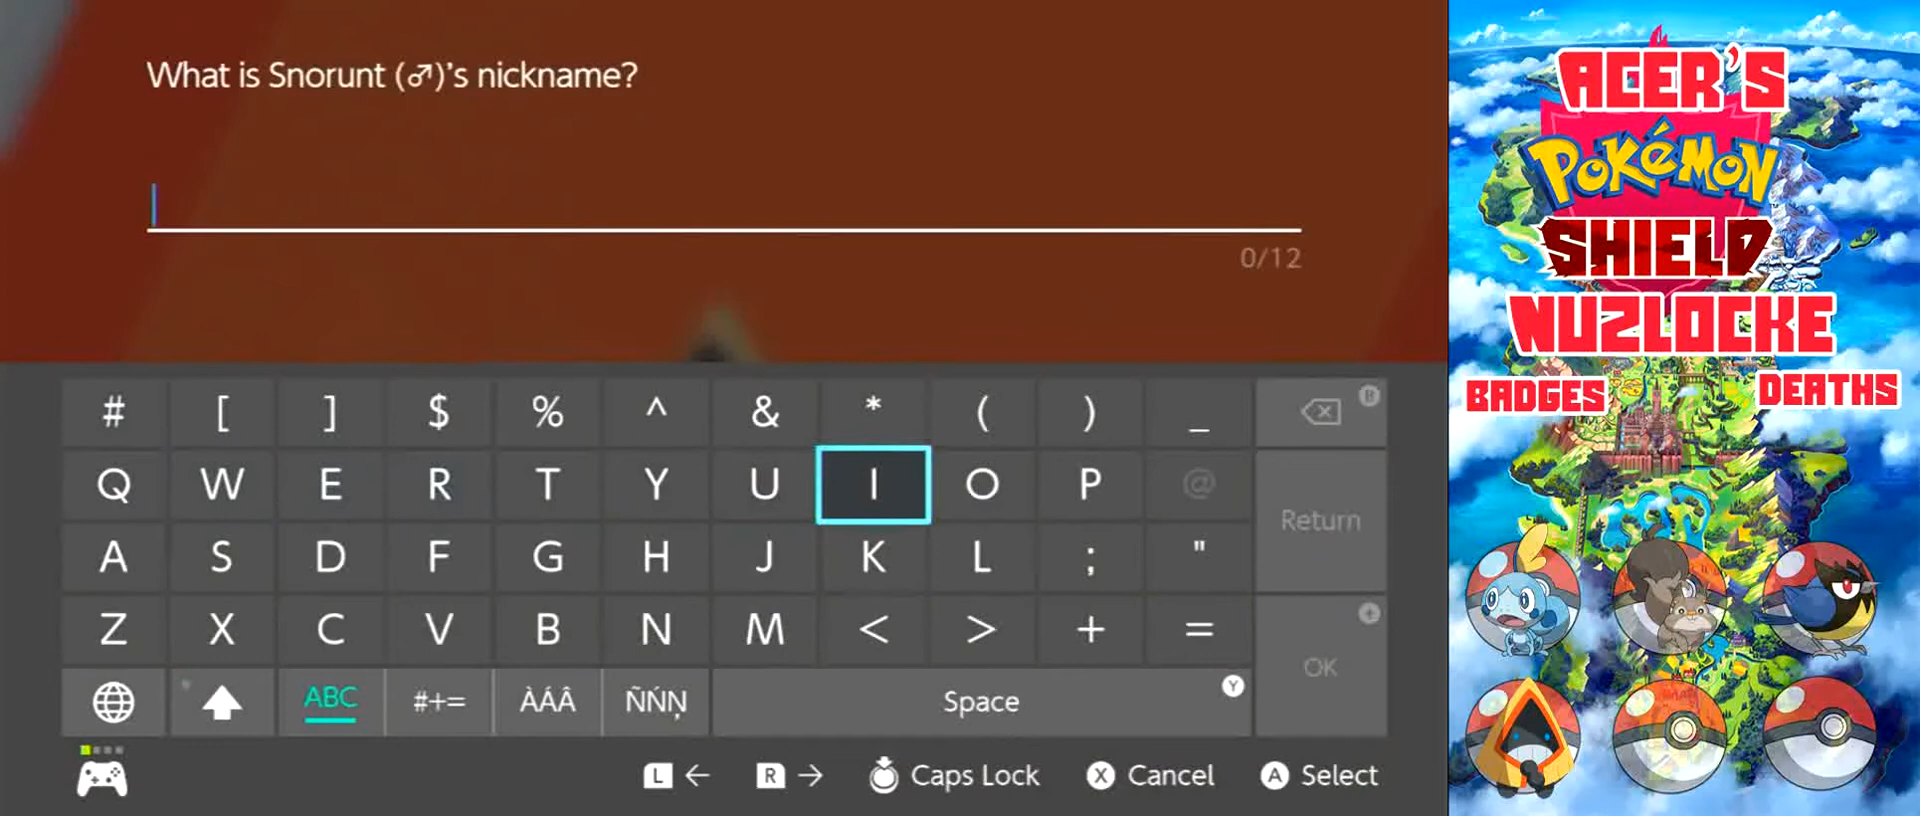 What is Snorunt (♂)'s nickname?
0/12
# [ ] $ % ^ & * ( ) _
Q W E R T Y U I O P @
A S D F G H J K L ; "
Z X C V B N M < > + =
Return
OK
ABC #+= ÀÁÂ ÑŃŅ Space
L ← R → Caps Lock X Cancel A Select
B
+
Y
ACER'S
POKéMON
SHIELD
NUZLOCKE
BADGES DEATHS